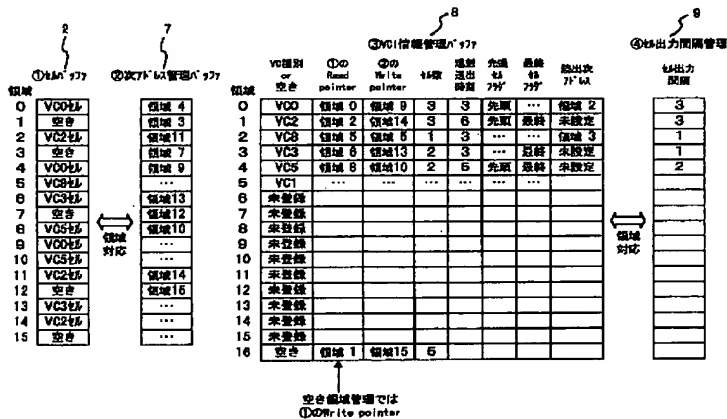 2
7
8
9
①セルバッファ
②次アドレス管理バッファ
③VCI情報管理バッファ
④セル出力間隔管理
領域
VC種別 or 空き
①の Read pointer
②の Write pointer
セル数
理想送出時刻
先頭セルフラグ
最終セルフラグ
読出次アドレス
セル出力間隔
0 VC0セル 領域 4 0 VC0 領域 0 領域 9 3 3 先頭 … 領域 2 3
1 空き 領域 3 1 VC2 領域 2 領域14 3 6 先頭 最終 未設定 3
2 VC2セル 領域11 2 VC8 領域 5 領域 5 1 3 … … 領域 3 1
3 空き 領域 7 3 VC3 領域 6 領域13 2 3 … 最終 未設定 1
4 VC0セル 領域 9 4 VC5 領域 8 領域10 2 5 先頭 最終 未設定 2
5 VC8セル … 5 VC1 … … … … … … …
6 VC3セル 領域13 6 未登録
7 空き 領域12 7 未登録
8 VC5セル 領域10 8 未登録
9 VC0セル … 9 未登録
10 VC5セル … 10 未登録
11 VC2セル 領域14 11 未登録
12 空き 領域15 12 未登録
13 VC3セル … 13 未登録
14 VC2セル … 14 未登録
15 空き … 15 未登録
16 空き 領域 1 領域15 5
領域対応
領域対応
空き領域管理では
①のWrite pointer